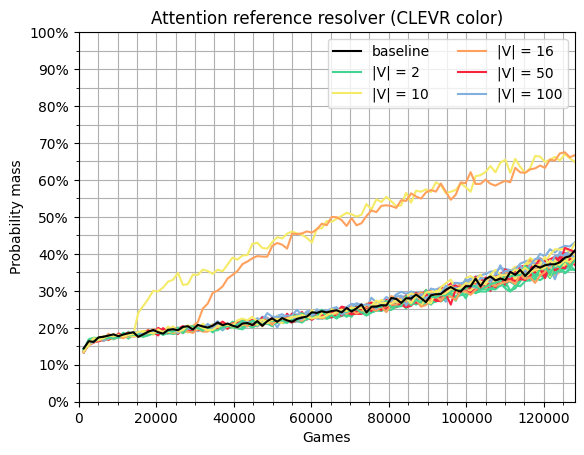 Attention reference resolver (CLEVR color)
100%
90%
80%
70%
60%
50%
40%
30%
20%
10%
0%
Probability mass
baseline
|V| = 2
|V| = 10
|V| = 16
|V| = 50
|V| = 100
0 20000 40000 60000 80000 100000 120000
Games